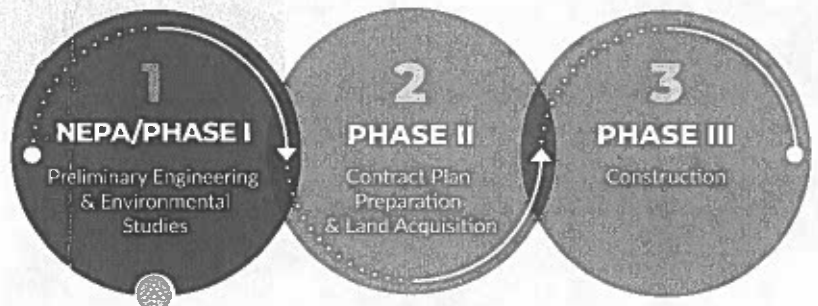 1
NEPA/PHASE I
Preliminary Engineering
& Environmental
Studies
2
PHASE II
Contract Plan
Preparation
& Land Acquisition
3
PHASE III
Construction